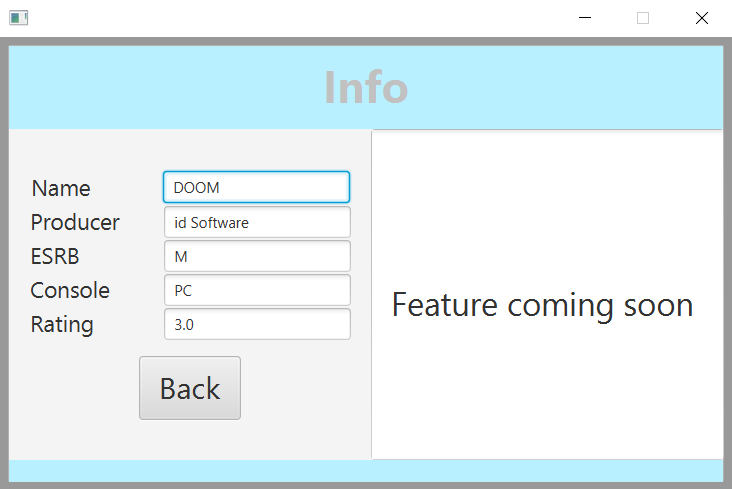 Info
Name DOOM
Producer id Software
ESRB M
Console PC
Rating 3.0
Back
Feature coming soon